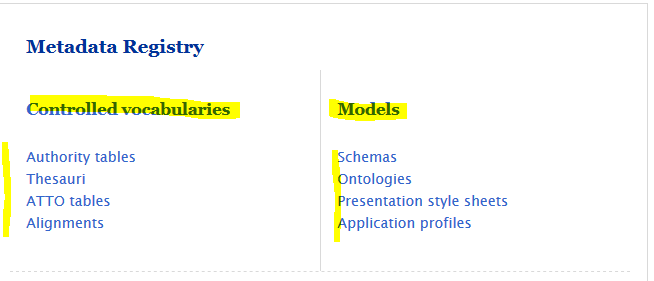 Metadata Registry
Controlled vocabularies
Authority tables
Thesauri
ATTO tables
Alignments
Models
Schemas
Ontologies
Presentation style sheets
Application profiles